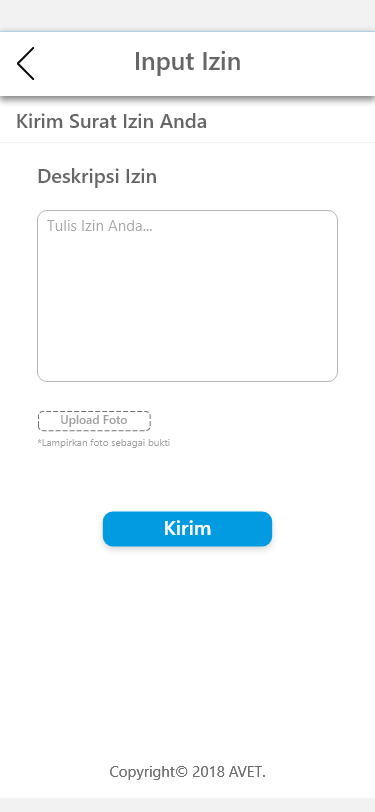 Input Izin
Kirim Surat Izin Anda
Deskripsi Izin
Tulis Izin Anda...
Upload Foto
*Lampirkan foto sebagai bukti
Kirim
Copyright© 2018 AVET.